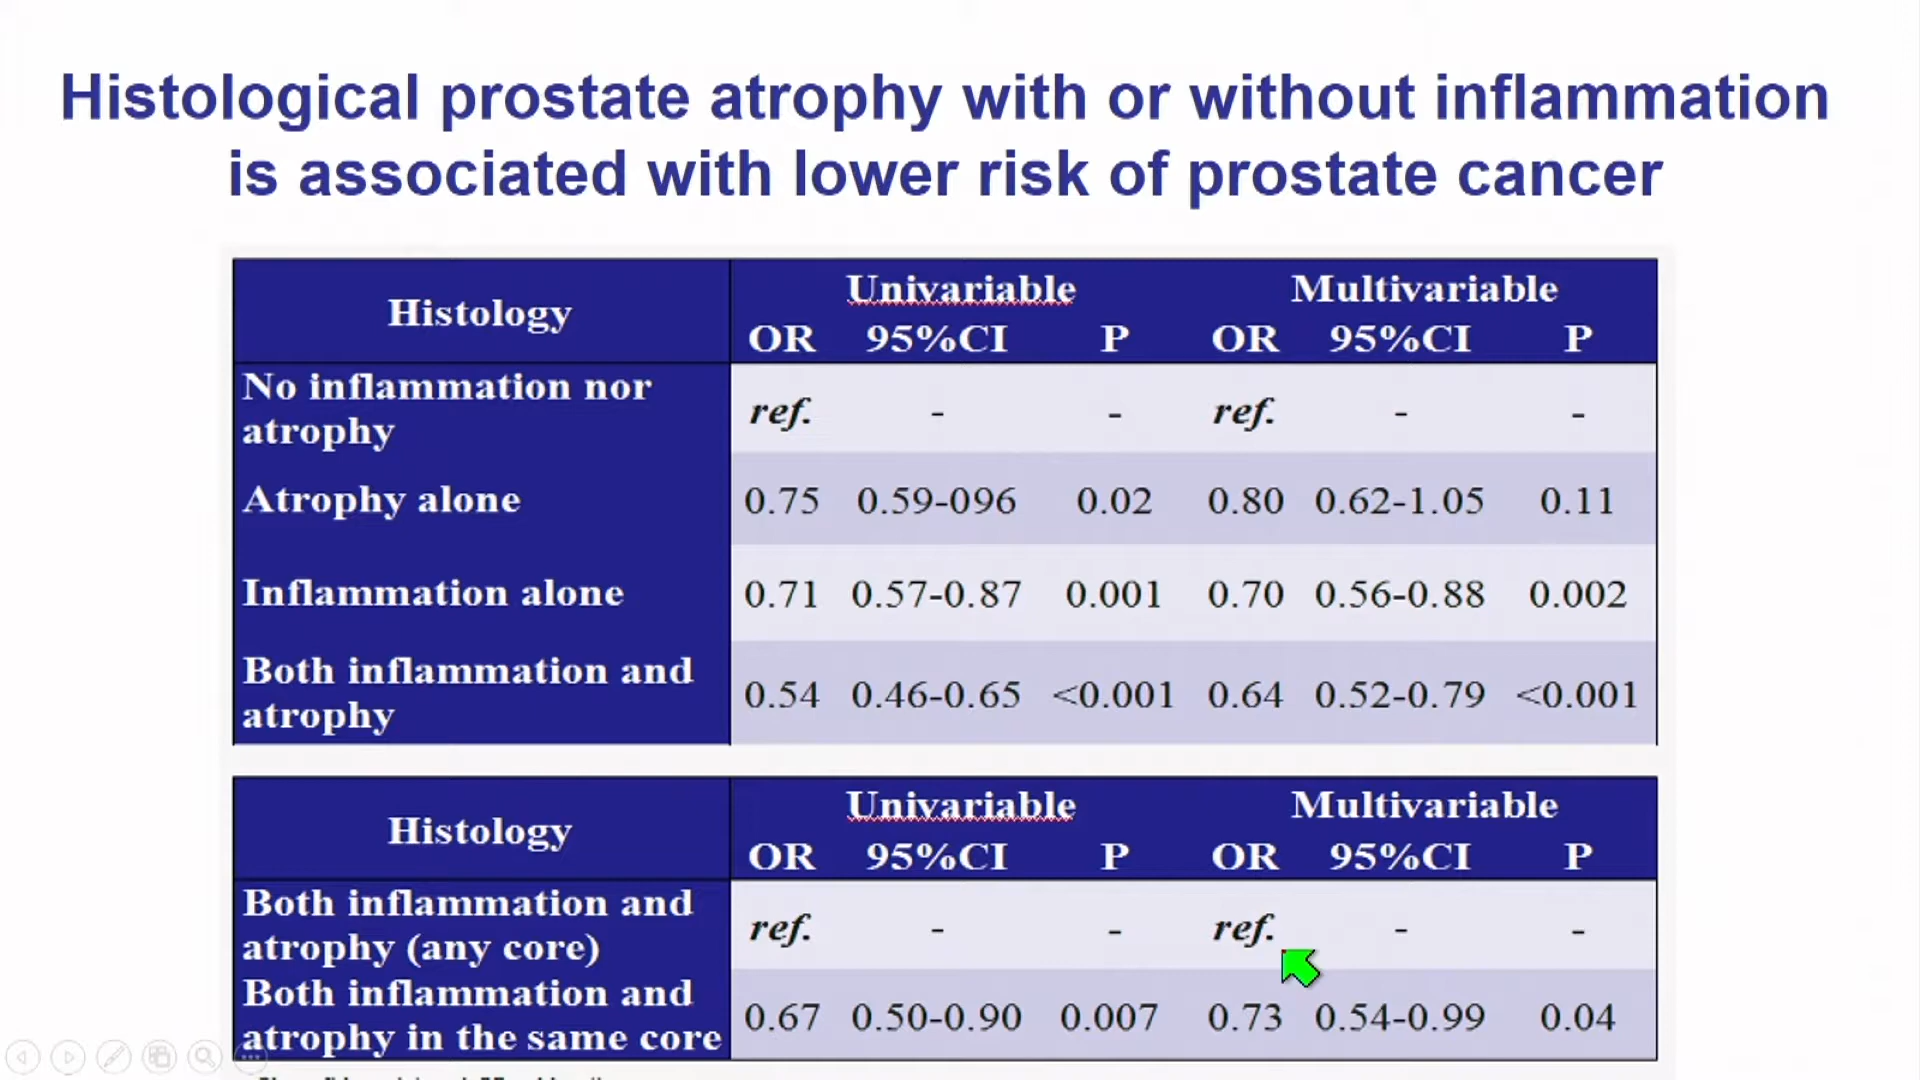 Histological prostate atrophy with or without inflammation
is associated with lower risk of prostate cancer
Histology
Univariable Multivariable
OR 95%CI P OR 95%CI P
No inflammation nor
atrophy
ref. - - ref. - -
Atrophy alone 0.75 0.59-096 0.02 0.80 0.62-1.05 0.11
Inflammation alone 0.71 0.57-0.87 0.001 0.70 0.56-0.88 0.002
Both inflammation and
atrophy
0.54 0.46-0.65 <0.001 0.64 0.52-0.79 <0.001
Histology
Univariable Multivariable
OR 95%CI P OR 95%CI P
Both inflammation and
atrophy (any core)
ref. - - ref. - -
Both inflammation and
atrophy in the same core
0.67 0.50-0.90 0.007 0.73 0.54-0.99 0.04